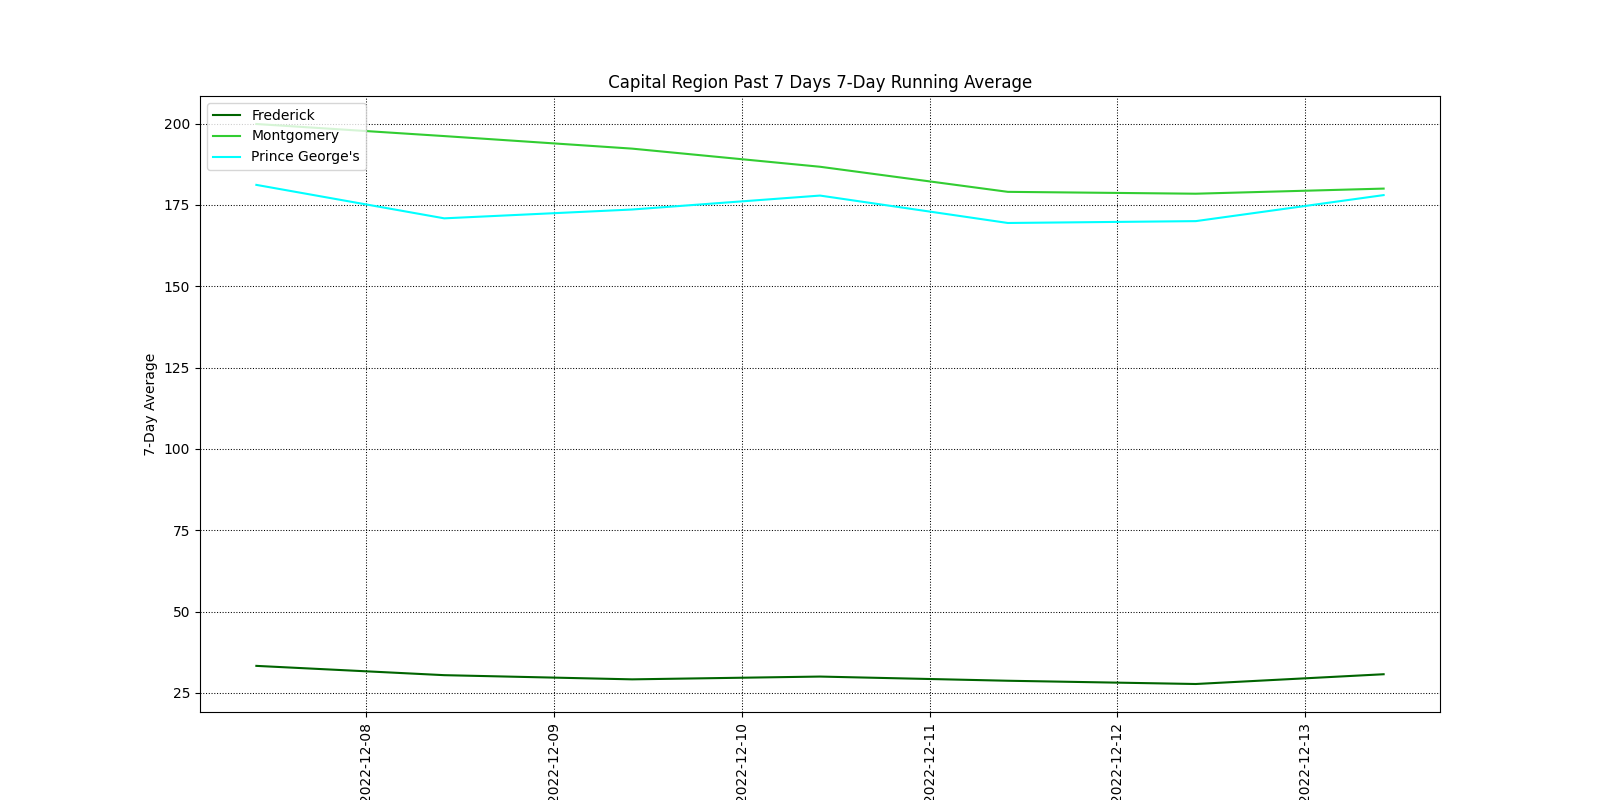 Capital Region Past 7 Days 7-Day Running Average
Frederick
Montgomery
Prince George's
200
175
150
125
100
75
50
25
7-Day Average
2022-12-08
2022-12-09
2022-12-10
2022-12-11
2022-12-12
2022-12-13